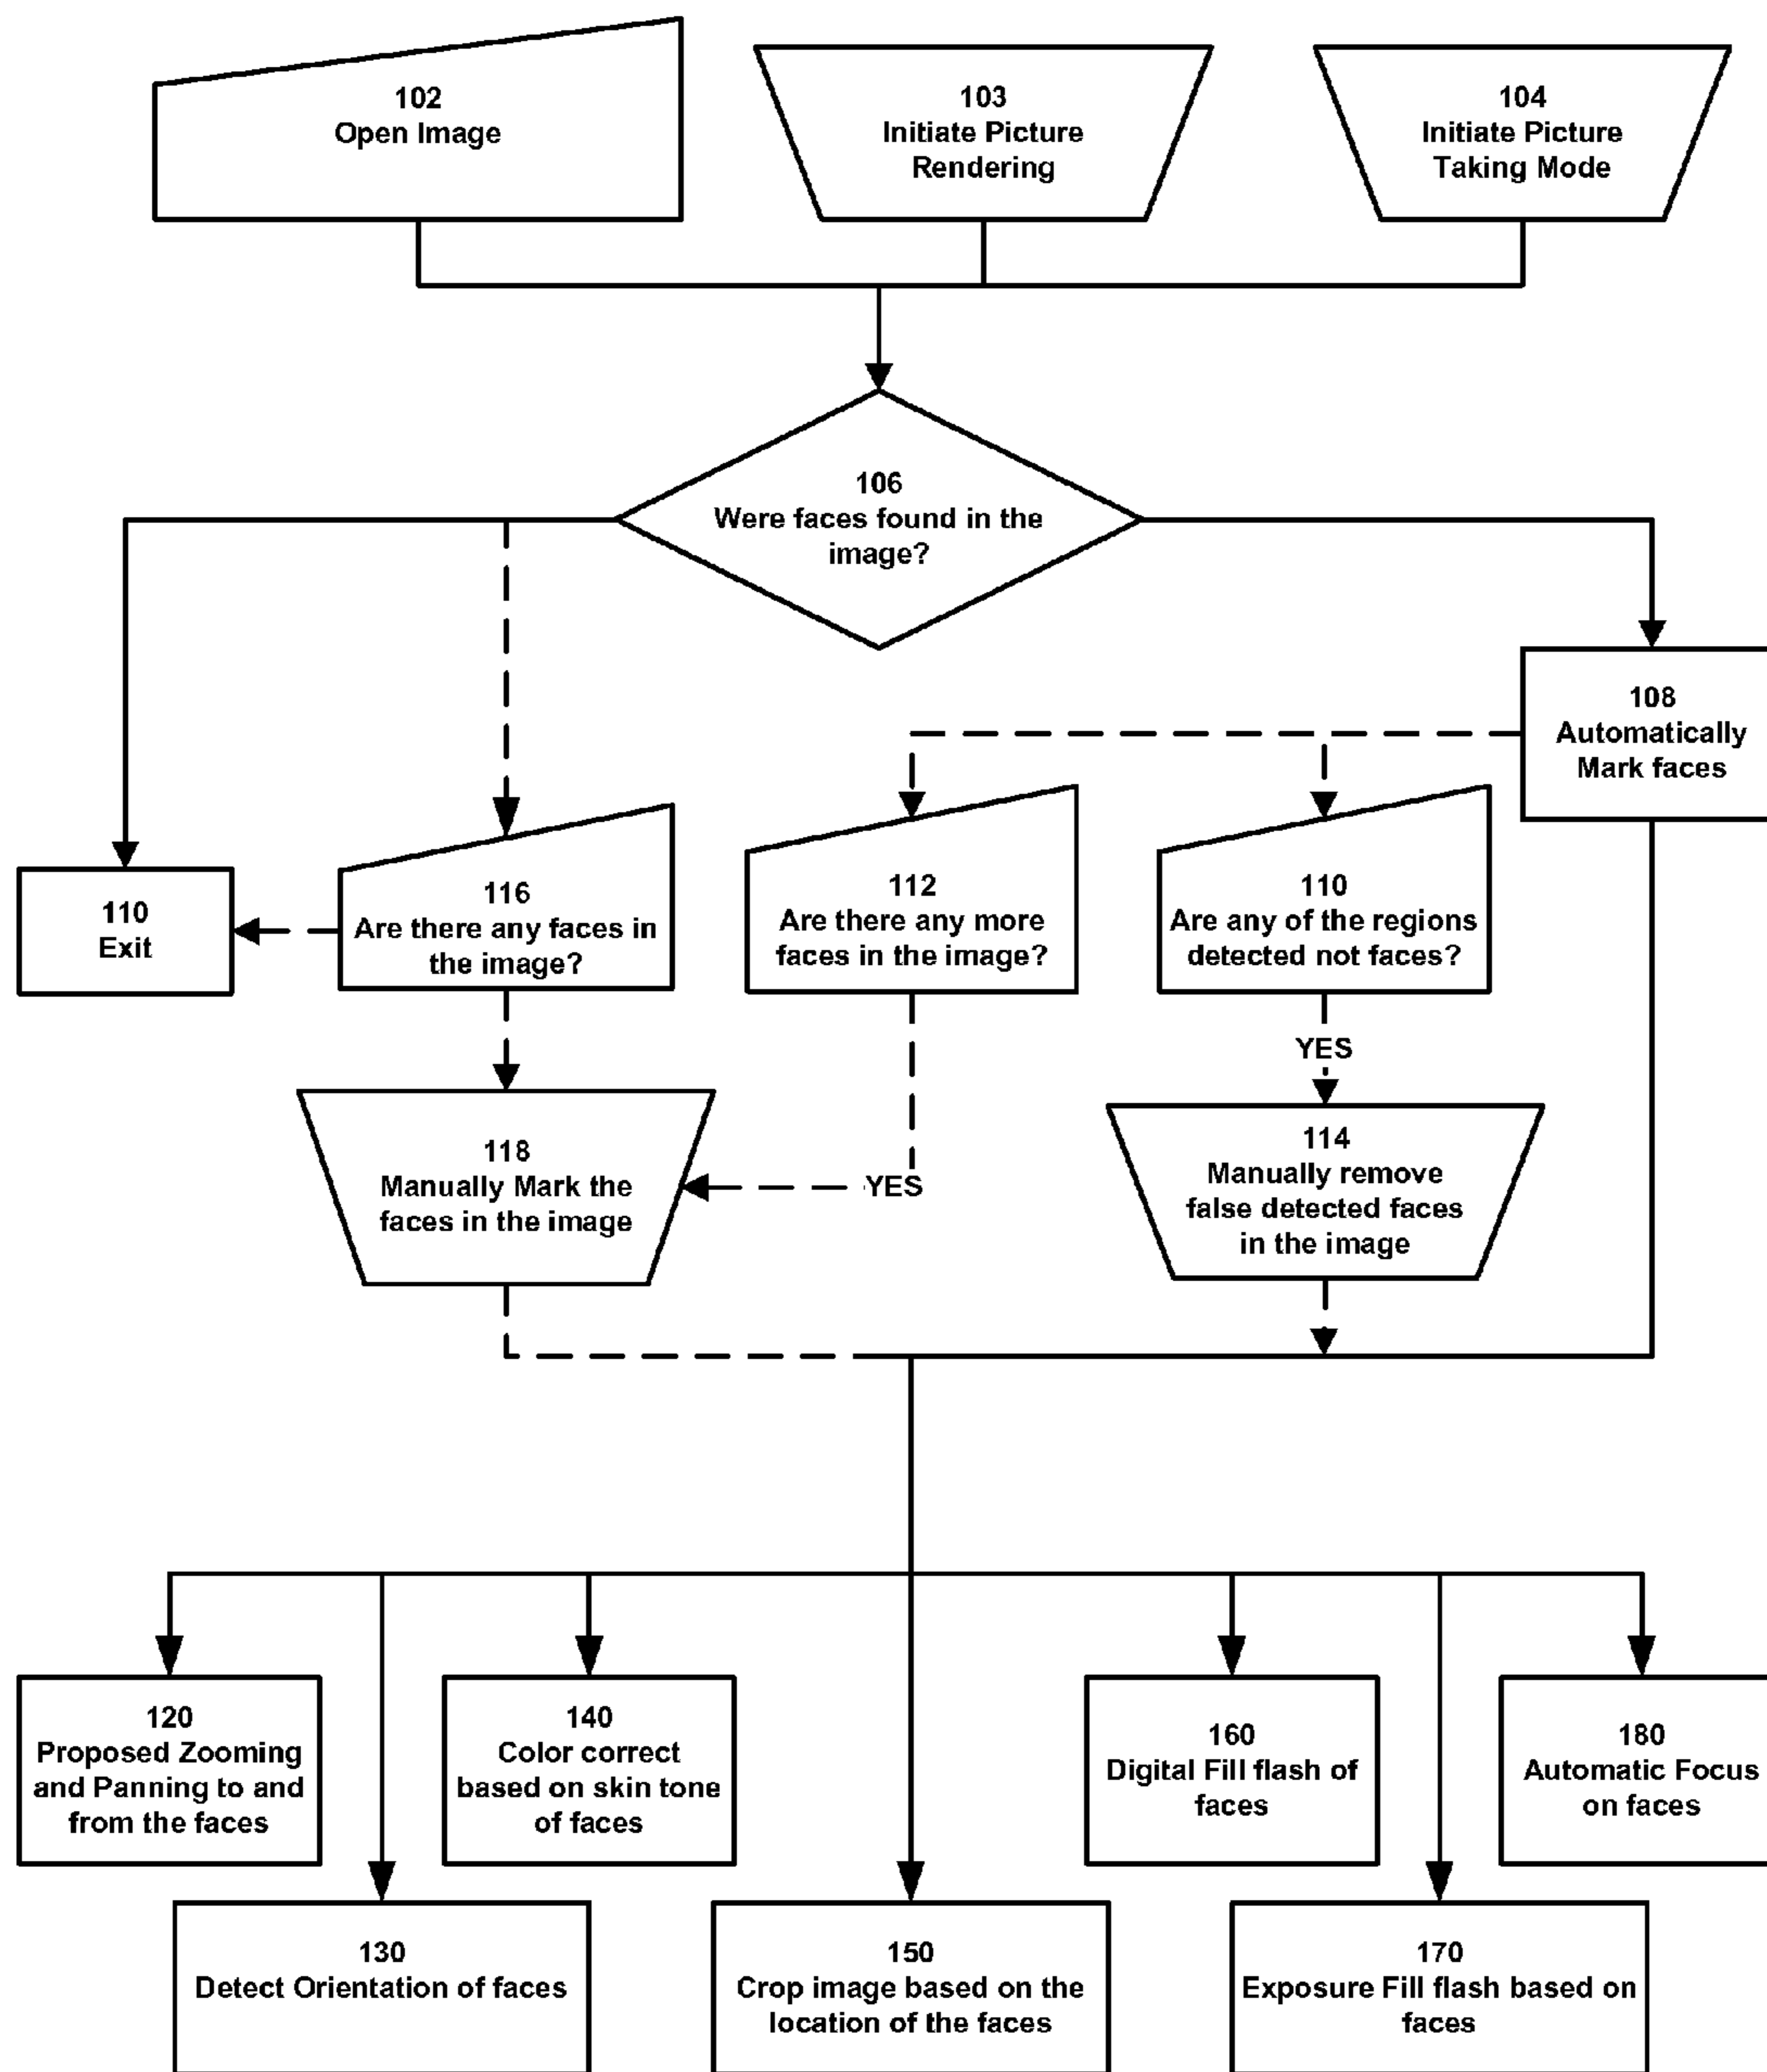 102
Open Image
103
Initiate Picture
Rendering
104
Initiate Picture
Taking Mode
106
Were faces found in the
image?
108
Automatically
Mark faces
110
Exit
116
Are there any faces in
the image?
112
Are there any more
faces in the image?
110
Are any of the regions
detected not faces?
YES
118
Manually Mark the
faces in the image
YES
114
Manually remove
false detected faces
in the image
120
Proposed Zooming
and Panning to and
from the faces
140
Color correct
based on skin tone
of faces
160
Digital Fill flash of
faces
180
Automatic Focus
on faces
130
Detect Orientation of faces
150
Crop image based on the
location of the faces
170
Exposure Fill flash based on
faces